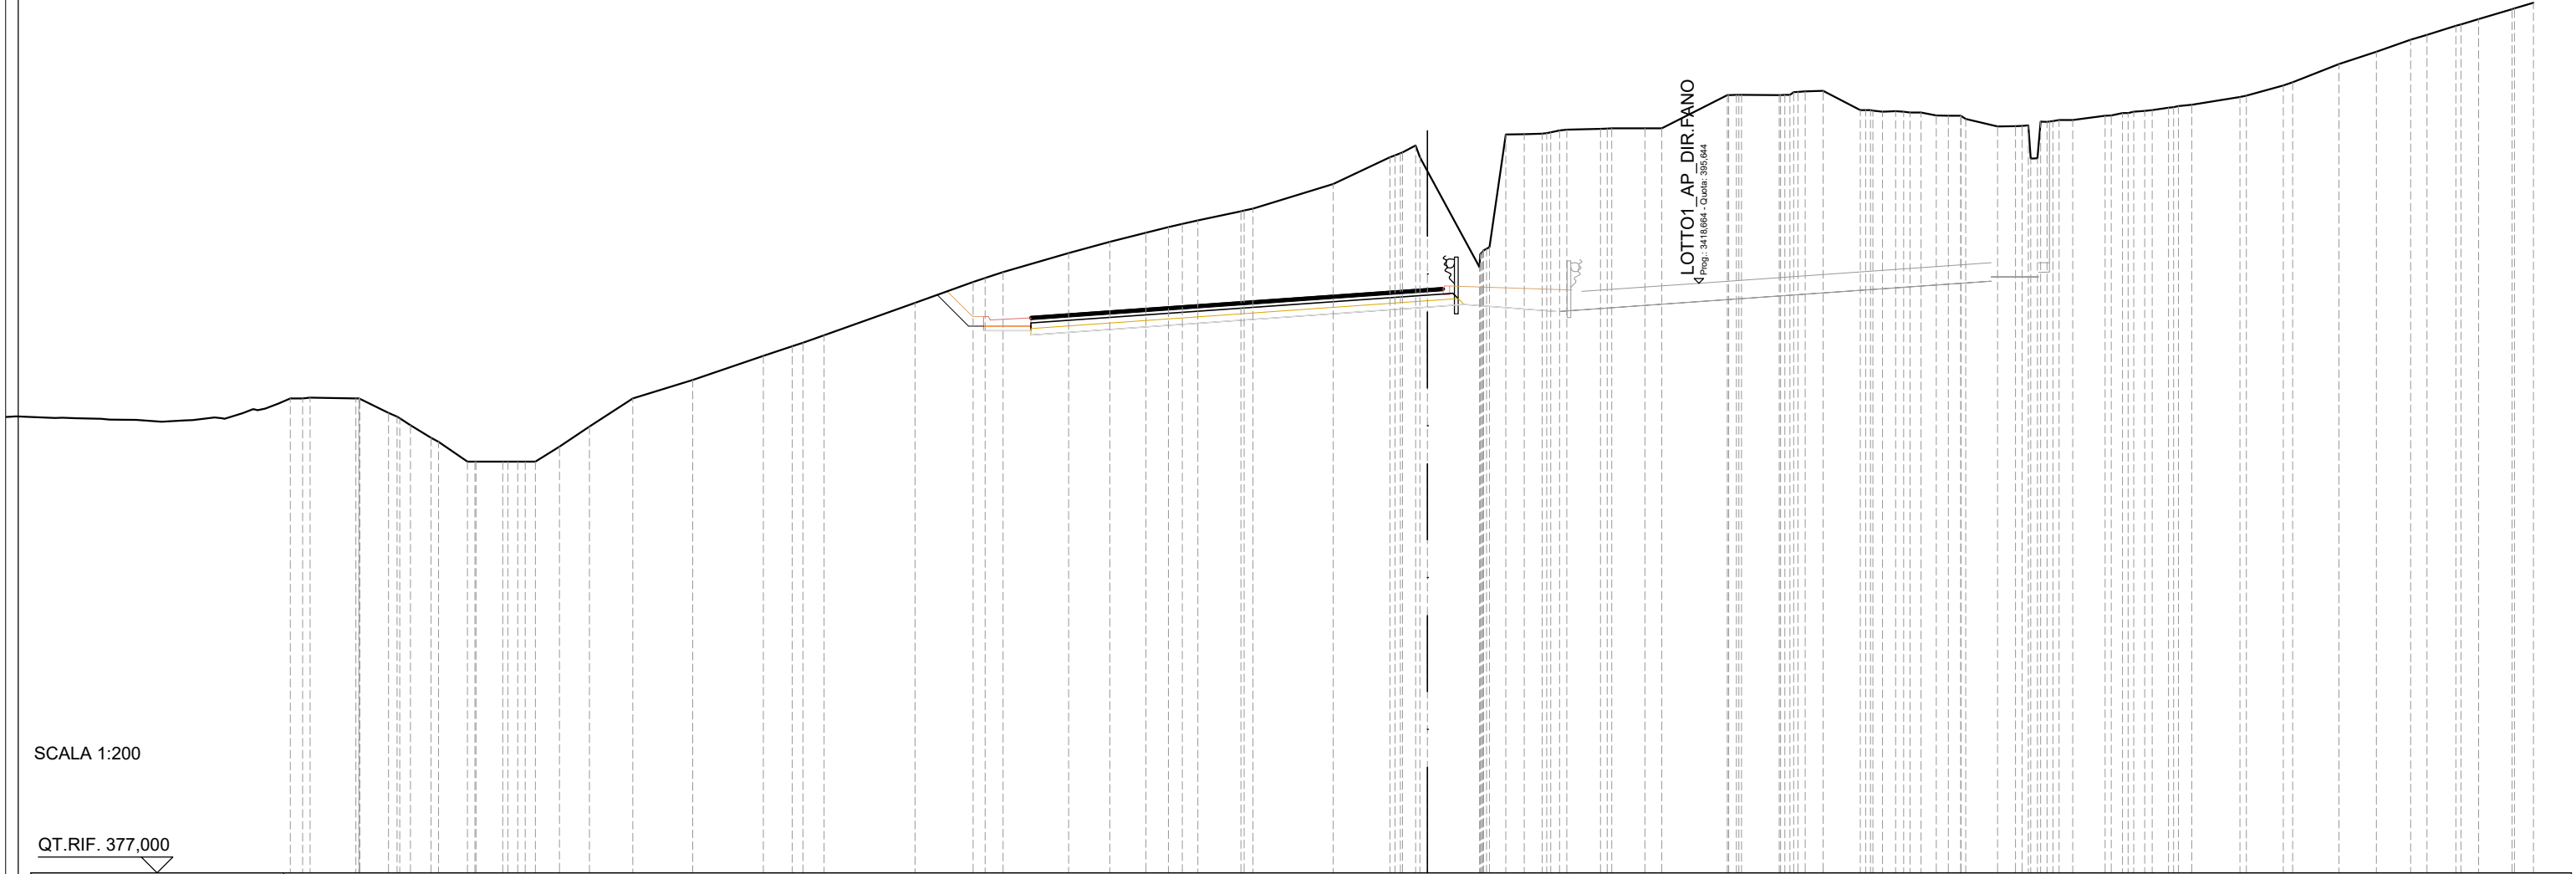 LOTTO1_AP_DIR.FANO
Prog.: 3418,664 - Quota: 395,644
SCALA 1:200
QT.RIF. 377,000